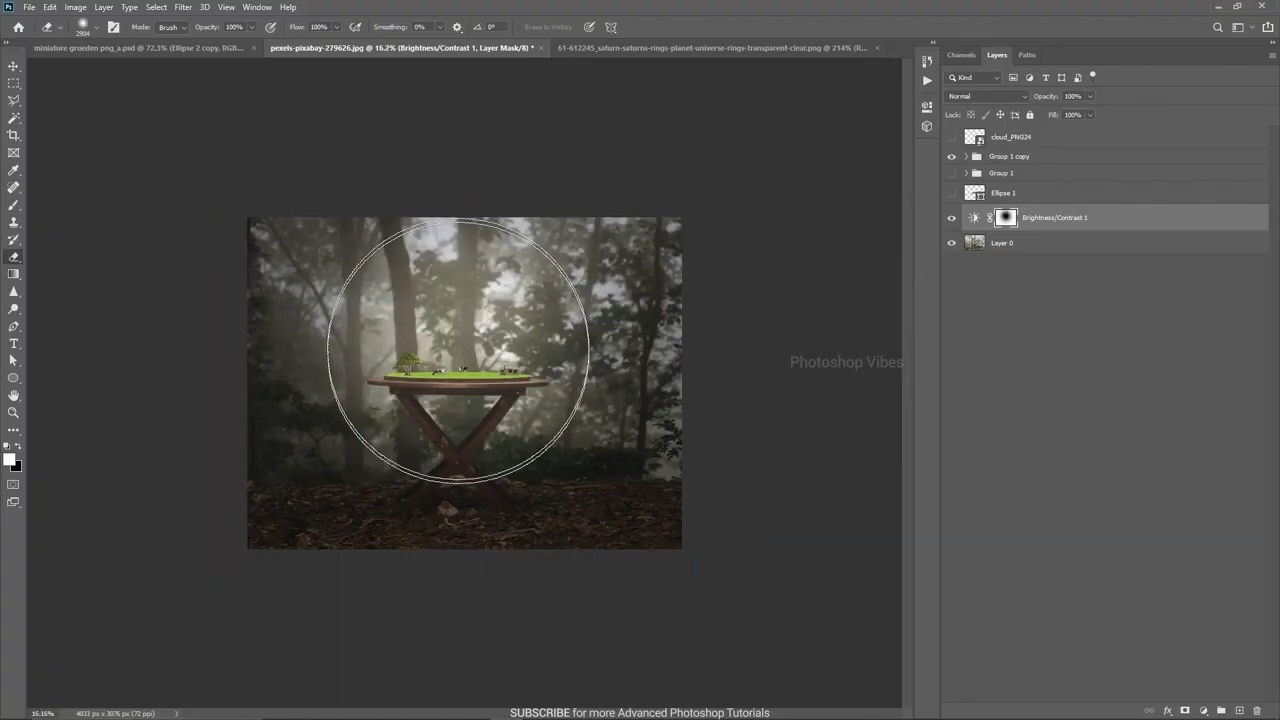 Ps File Edit Image Layer Type Select Filter 3D View Window Help
2904 Mode: Brush Opacity: 100% Flow: 100% Smoothing: 0% 0° Erase to History
miniature grueden png_a.psd @ 72,3% (Ellipse 2 copy, RGB... × pexels-pixabay-279626.jpg @ 16.2% (Brightness/Contrast 1, Layer Mask/8) * × 61-612245_saturn-saturns-rings-planet-universe-rings-transparent-clear.png @ 214% (R... ×
Channels Layers Paths
Kind
Normal Opacity: 100%
Lock: Fill: 100%
cloud_PNG24
Group 1 copy
Group 1
Ellipse 1
Brightness/Contrast 1
Layer 0
Photoshop Vibes
15.15% 4033 px x 3076 px (72 ppi)
SUBSCRIBE for more Advanced Photoshop Tutorials
fx